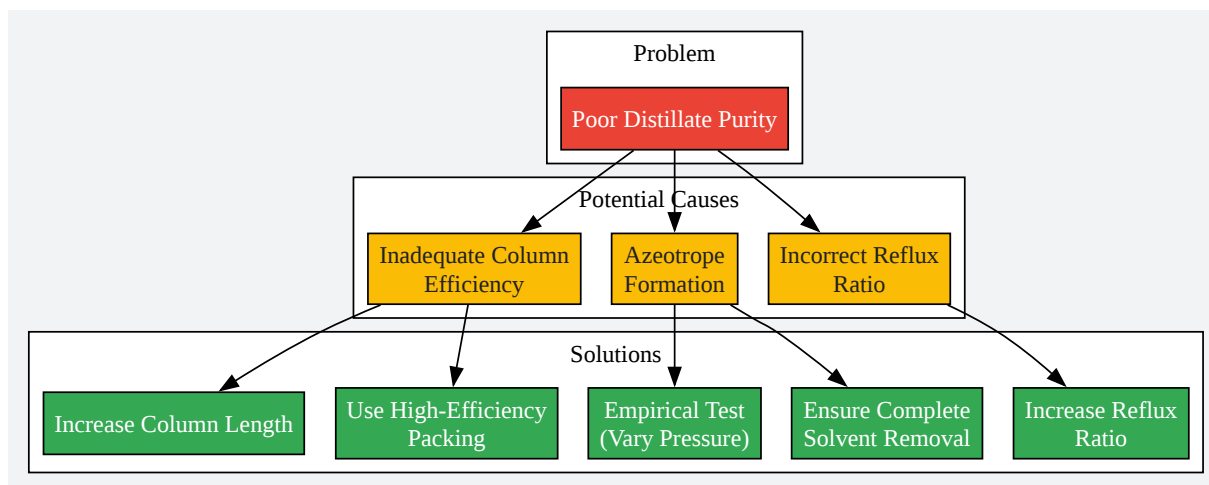 Problem
Poor Distillate Purity
Potential Causes
Inadequate Column
Efficiency
Azeotrope
Formation
Incorrect Reflux
Ratio
Solutions
Increase Column Length
Use High-Efficiency
Packing
Empirical Test
(Vary Pressure)
Ensure Complete
Solvent Removal
Increase Reflux
Ratio